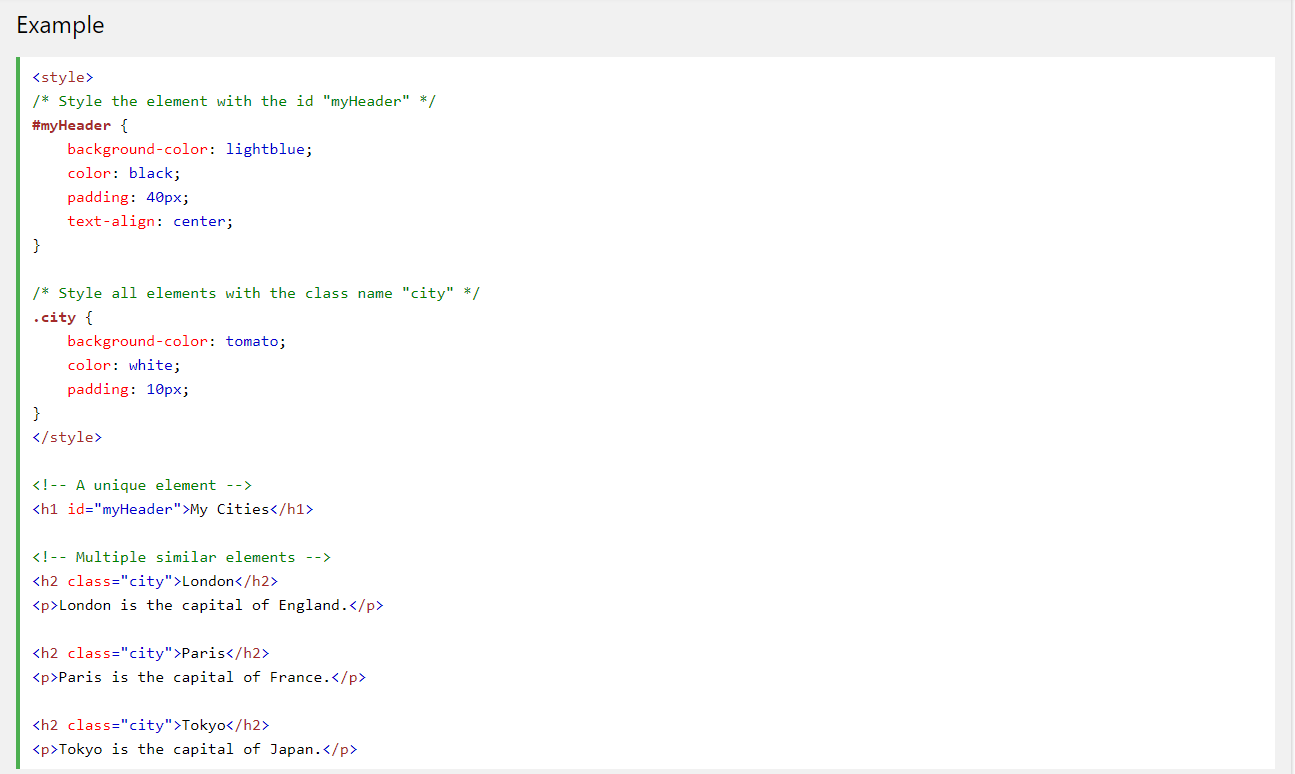 Example
<style>
/* Style the element with the id "myHeader" */
#myHeader {
    background-color: lightblue;
    color: black;
    padding: 40px;
    text-align: center;
}
/* Style all elements with the class name "city" */
.city {
    background-color: tomato;
    color: white;
    padding: 10px;
}
</style>
<!-- A unique element -->
<h1 id="myHeader">My Cities</h1>
<!-- Multiple similar elements -->
<h2 class="city">London</h2>
<p>London is the capital of England.</p>
<h2 class="city">Paris</h2>
<p>Paris is the capital of France.</p>
<h2 class="city">Tokyo</h2>
<p>Tokyo is the capital of Japan.</p>